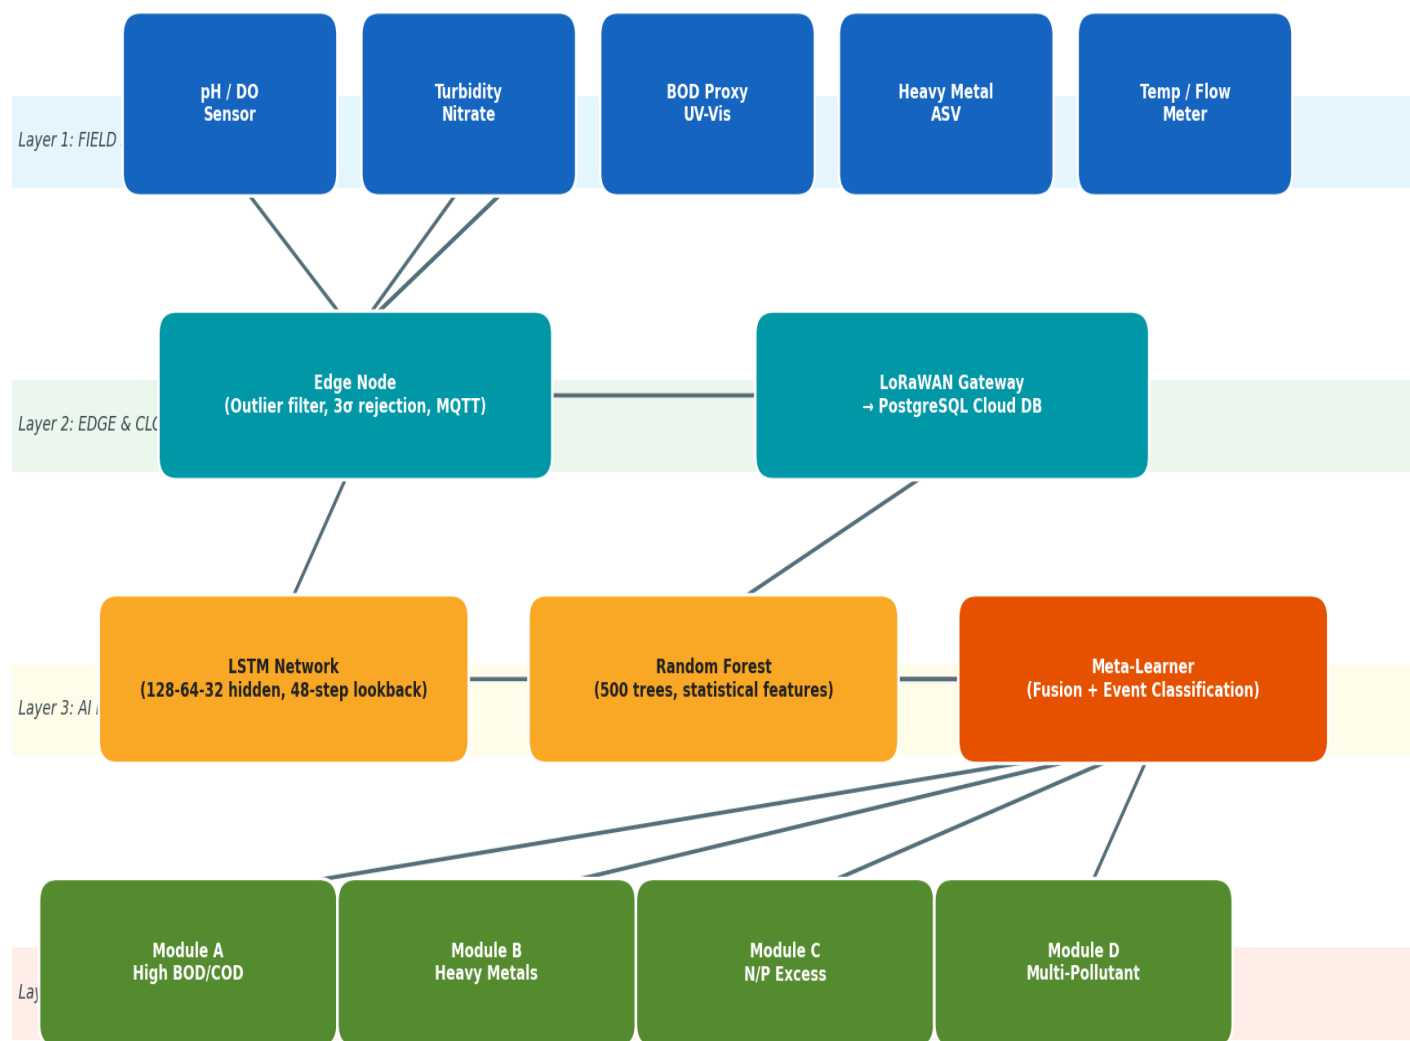 pH / DO
Sensor
Turbidity
Nitrate
BOD Proxy
UV-Vis
Heavy Metal
ASV
Temp / Flow
Meter
Layer 1: FIELD
Edge Node
(Outlier filter, 3σ rejection, MQTT)
LoRaWAN Gateway
→ PostgreSQL Cloud DB
Layer 2: EDGE &
LSTM Network
(128-64-32 hidden, 48-step lookback)
Random Forest
(500 trees, statistical features)
Meta-Learner
(Fusion + Event Classification)
Layer 3: AI
Module A
High BOD/COD
Module B
Heavy Metals
Module C
N/P Excess
Module D
Multi-Pollutant